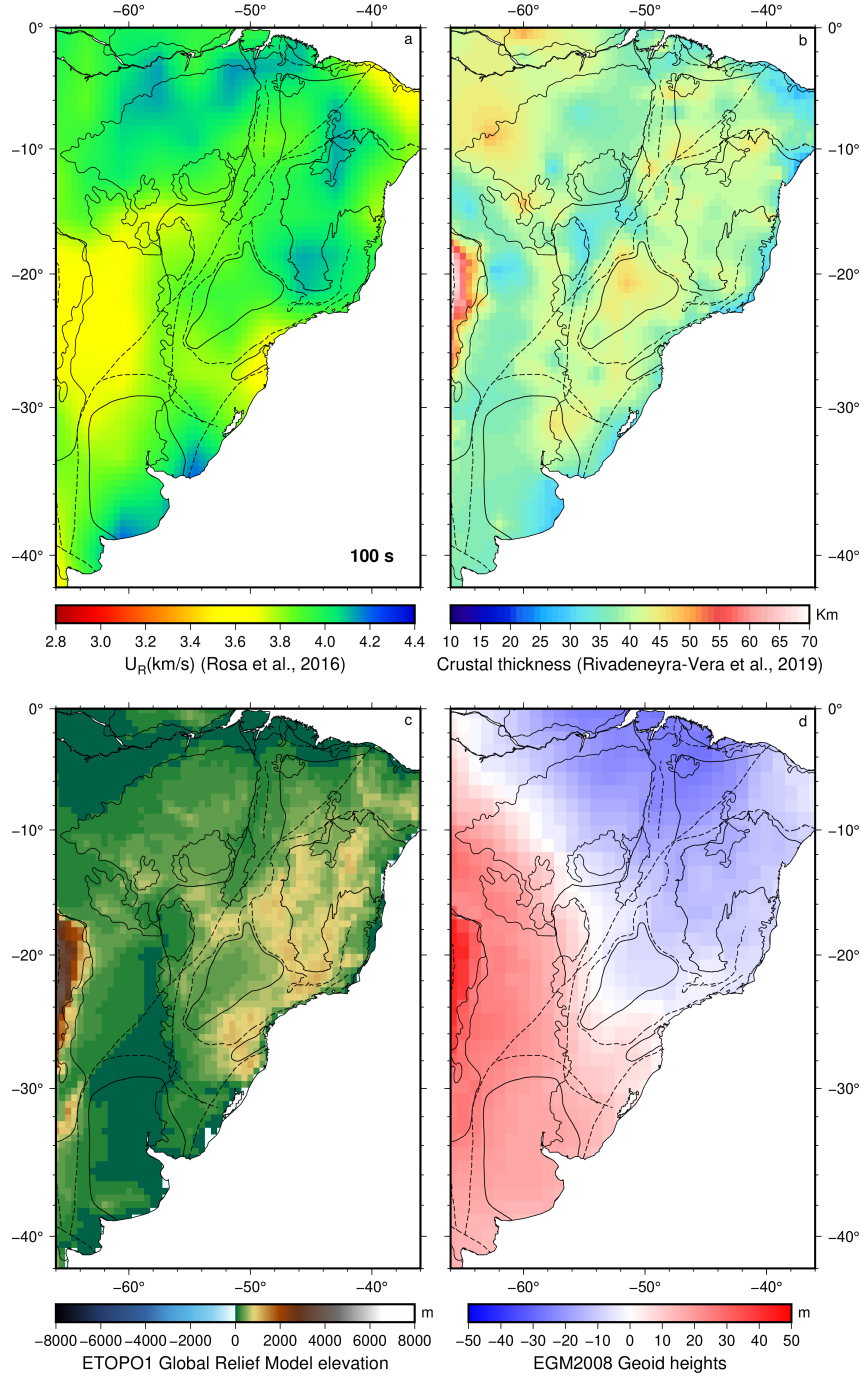 −60° −50° −40°
0° a
−10°
−20°
−30°
−40°
100 s
2.8 3.0 3.2 3.4 3.6 3.8 4.0 4.2 4.4
U_R(km/s) (Rosa et al., 2016)
−60° −50° −40°
b 0°
−10°
−20°
−30°
−40°
Km
10 15 20 25 30 35 40 45 50 55 60 65 70
Crustal thickness (Rivadeneyra-Vera et al., 2019)
0° c
−10°
−20°
−30°
−40°
−60° −50° −40°
m
−8000 −6000 −4000 −2000 0 2000 4000 6000 8000
ETOPO1 Global Relief Model elevation
d 0°
−10°
−20°
−30°
−40°
−60° −50° −40°
m
−50 −40 −30 −20 −10 0 10 20 30 40 50
EGM2008 Geoid heights